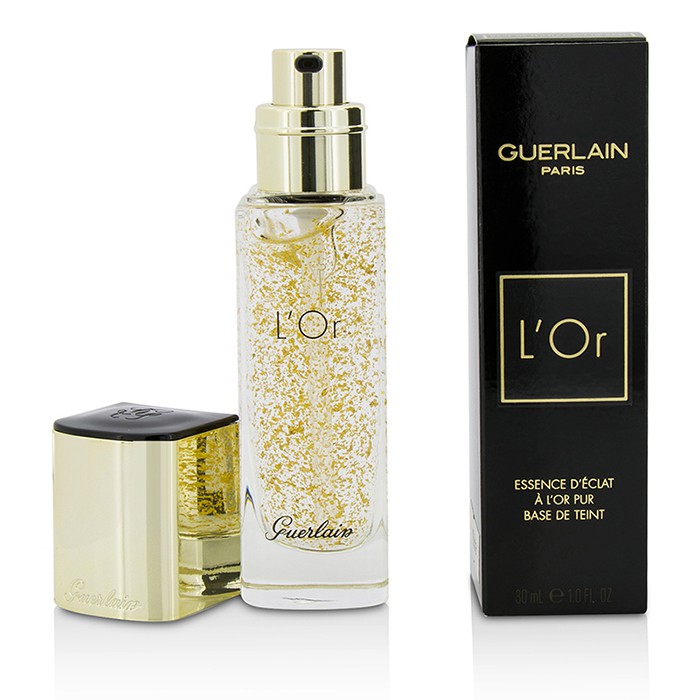 L'Or
Guerlain
Guerlain
GUERLAIN
PARIS
L'Or
ESSENCE D'ÉCLAT
À L'OR PUR
BASE DE TEINT
30 mL ℮ 1.0 FL. OZ